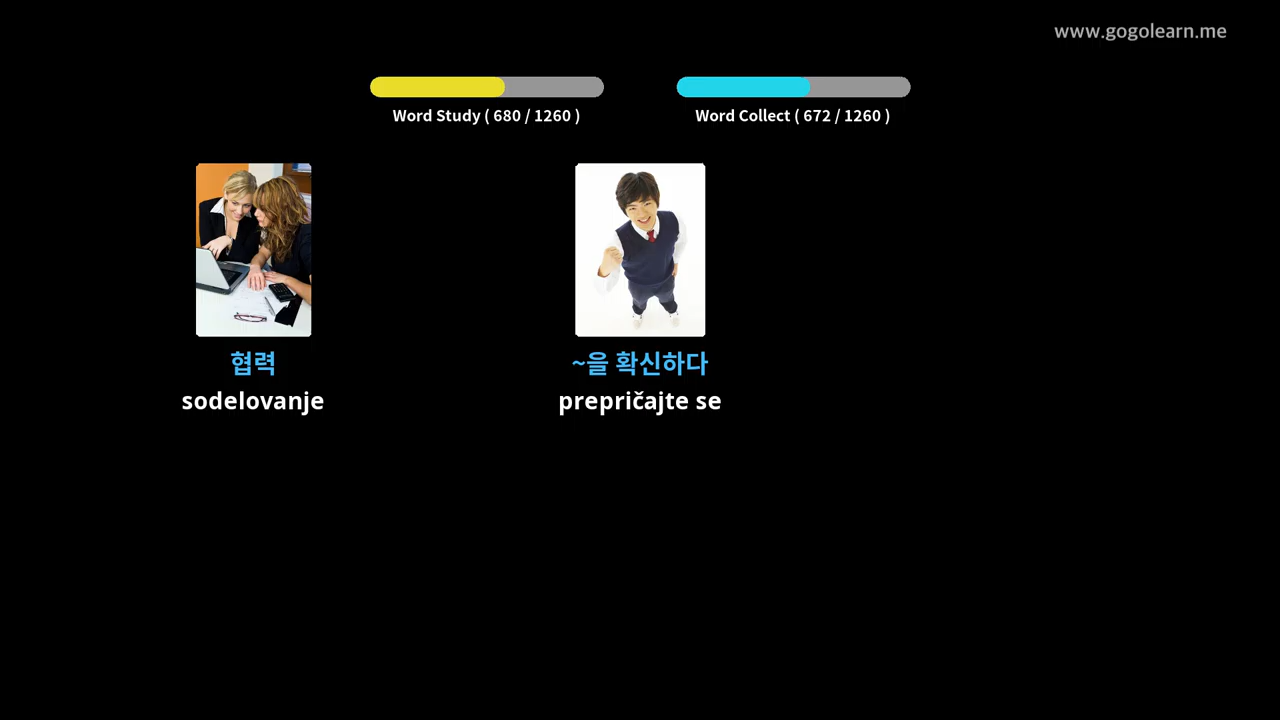 www.gogolearn.me
Word Study ( 680 / 1260 )
Word Collect ( 672 / 1260 )
협력
sodelovanje
~을 확신하다
prepričajte se